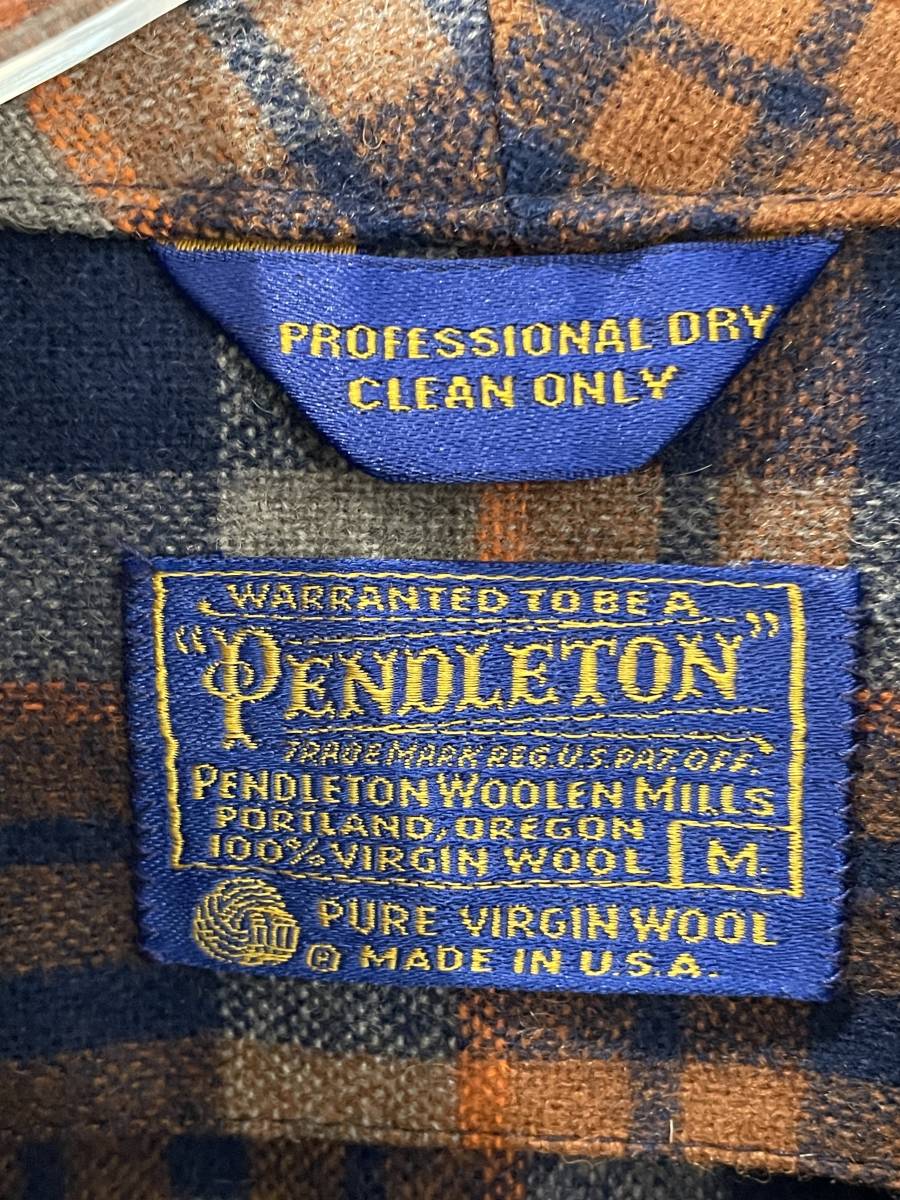 PROFESSIONAL DRY
CLEAN ONLY
WARRANTED TO BE A
"PENDLETON"
TRADE MARK REG. U.S. PAT. OFF.
PENDLETON WOOLEN MILLS
PORTLAND, OREGON
100% VIRGIN WOOL
M.
PURE VIRGIN WOOL
® MADE IN U.S.A.